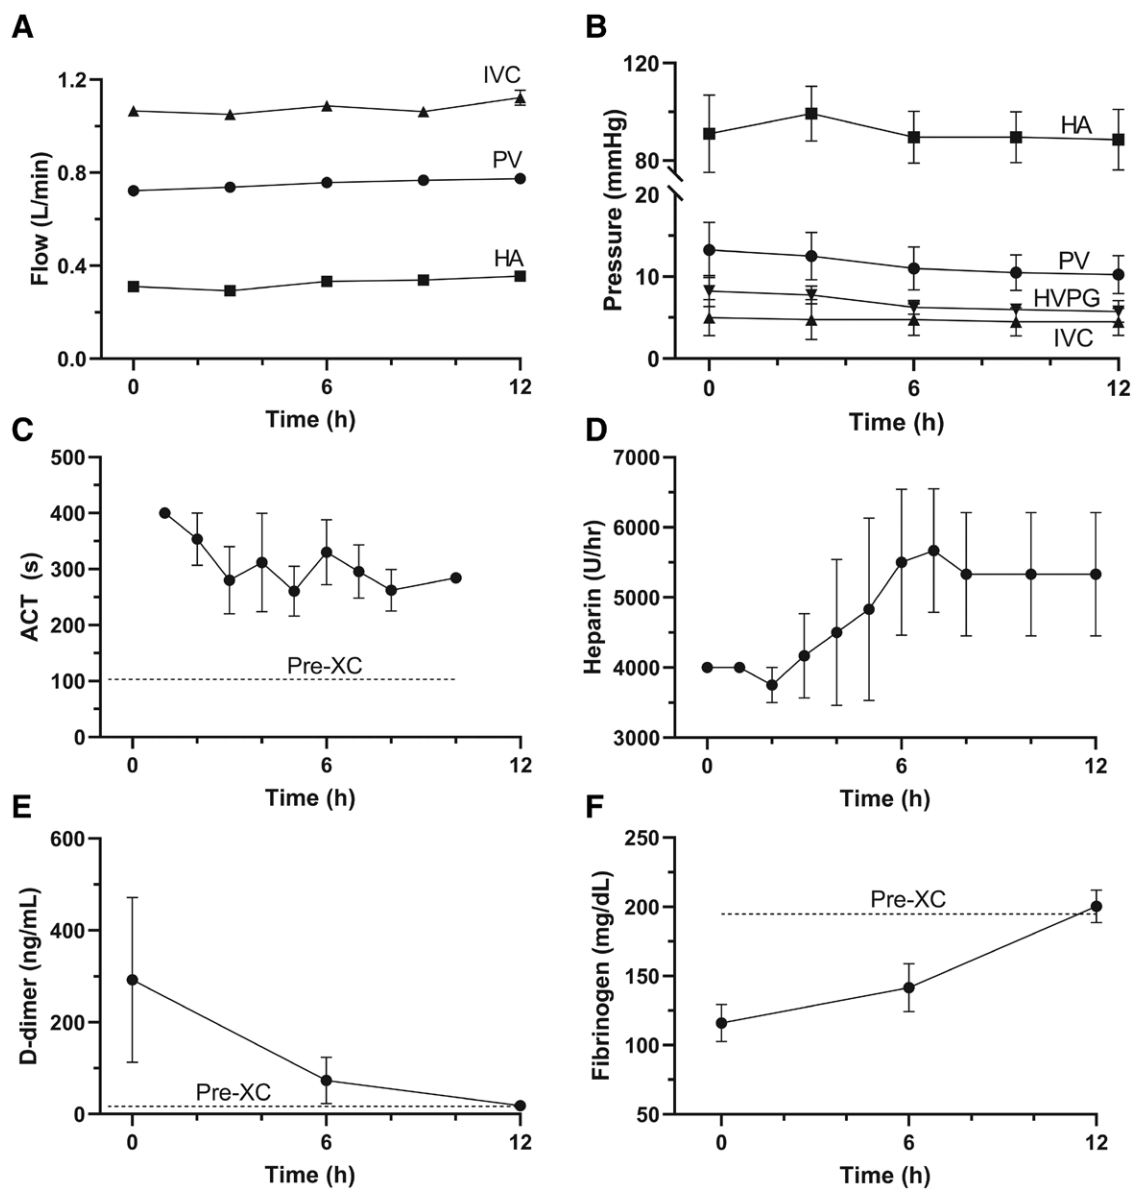 A
Flow (L/min)
1.2
0.8
0.4
0.0
IVC
PV
HA
0 6 12
Time (h)
B
Pressure (mmHg)
120
80
20
10
0
HA
PV
HVPG
IVC
0 6 12
Time (h)
C
ACT (s)
500
400
300
200
100
0
Pre-XC
0 6 12
Time (h)
D
Heparin (U/hr)
7000
6000
5000
4000
3000
0 6 12
Time (h)
E
D-dimer (ng/mL)
600
400
200
0
Pre-XC
0 6 12
Time (h)
F
Fibrinogen (mg/dL)
250
200
150
100
50
Pre-XC
0 6 12
Time (h)